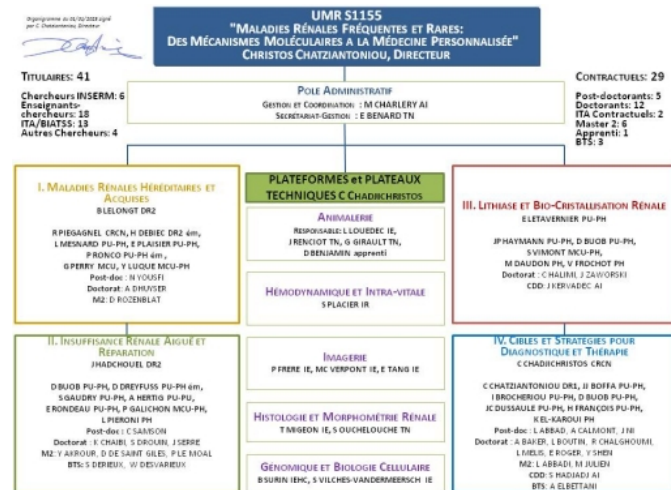 Organigramme du 01/01/2019 signé
par C. Chatziantoniou, Directeur
UMR S1155
"MALADIES RÉNALES FRÉQUENTES ET RARES:
DES MÉCANISMES MOLÉCULAIRES A LA MÉDECINE PERSONNALISÉE"
CHRISTOS CHATZIANTONIOU, DIRECTEUR
TITULAIRES: 41
Chercheurs INSERM: 6
Enseignants-
chercheurs: 18
ITA/BIATSS: 13
Autres Chercheurs: 4
POLE ADMINISTRATIF
GESTION ET COORDINATION : M CHARLERY AI
SECRÉTARIAT-GESTION : E BENARD TN
CONTRACTUELS: 29
Post-doctorants: 5
Doctorants: 12
ITA Contractuels: 2
Master 2: 6
Apprenti: 1
BTS: 3
I. MALADIES RÉNALES HÉRÉDITAIRES ET
ACQUISES
B LELONGT DR2
R PIEGAGNEL CRCN, H DEBIEC DR2 ém,
L MESNARD PU-PH, E PLAISIER PU-PH,
P RONCO PU-PH ém,
G PERRY MCU, Y LUQUE MCU-PH
Post-doc : N YOUSFI
Doctorat: A DHUYSER
M2: D ROZENBLAT
II. INSUFFISANCE RÉNALE AIGUË ET
RÉPARATION
J HADCHOUEL DR2
D BUOB PU-PH, D DREYFUSS PU-PH ém,
S GAUDRY PU-PH, A HERTIG PU-PU,
E RONDEAU PU-PH, P GALICHON MCU-PH,
L PIERONI PH
Post-doc : C SAMSON
Doctorat : K CHAIBI, S DROUIN, J SERRE
M2: Y AKROUR, D DE SAINT GILES, P LE MOAL
BTS: S DERIEUX, W DESVARIEUX
PLATEFORMES ET PLATEAUX
TECHNIQUES C CHADJICHRISTOS
ANIMALERIE
RESPONSABLE: L LOUEDEC IE,
J RENCIOT TN, G GIRAULT TN,
D BENJAMIN apprenti
HÉMODYNAMIQUE ET INTRA-VITALE
S PLACIER IR
IMAGERIE
P FRERE IE, MC VERPONT IE, E TANG IE
HISTOLOGIE ET MORPHOMÉTRIE RÉNALE
T MIGEON IE, S OUCHELOUCHE TN
GÉNOMIQUE ET BIOLOGIE CELLULAIRE
B SURIN IEHC, S VILCHES-VANDERMEERSCH IE
III. LITHIASE ET BIO-CRISTALLISATION RÉNALE
E LETAVERNIER PU-PH
JP HAYMANN PU-PH, D BUOB PU-PH,
S VIMONT MCU-PH,
M DAUDON PH, V FROCHOT PH
Doctorat : C HALIMI, J ZAWORSKI
CDD: J KERVADEC AI
IV. CIBLES ET STRATÉGIES POUR
DIAGNOSTIQUE ET THÉRAPIE
C CHADJICHRISTOS CRCN
C CHATZIANTONIOU DR1, JJ BOFFA PU-PH,
I BROCHERIOU PU-PH, D BUOB PU-PH,
JC DUSSAULE PU-PH, H FRANÇOIS PU-PH,
K EL-KAROUI PH
Post-doc : L ABBAD, A CALMONT, J NI
Doctorat : A BAKER, L BOUTIN, R CHALGHOUMI,
L MELIS, E ROGER, Y SHEN
M2: L ABBADI, M JULIEN
CDD: S HADJADJ AI
BTS: A ELBETTANI